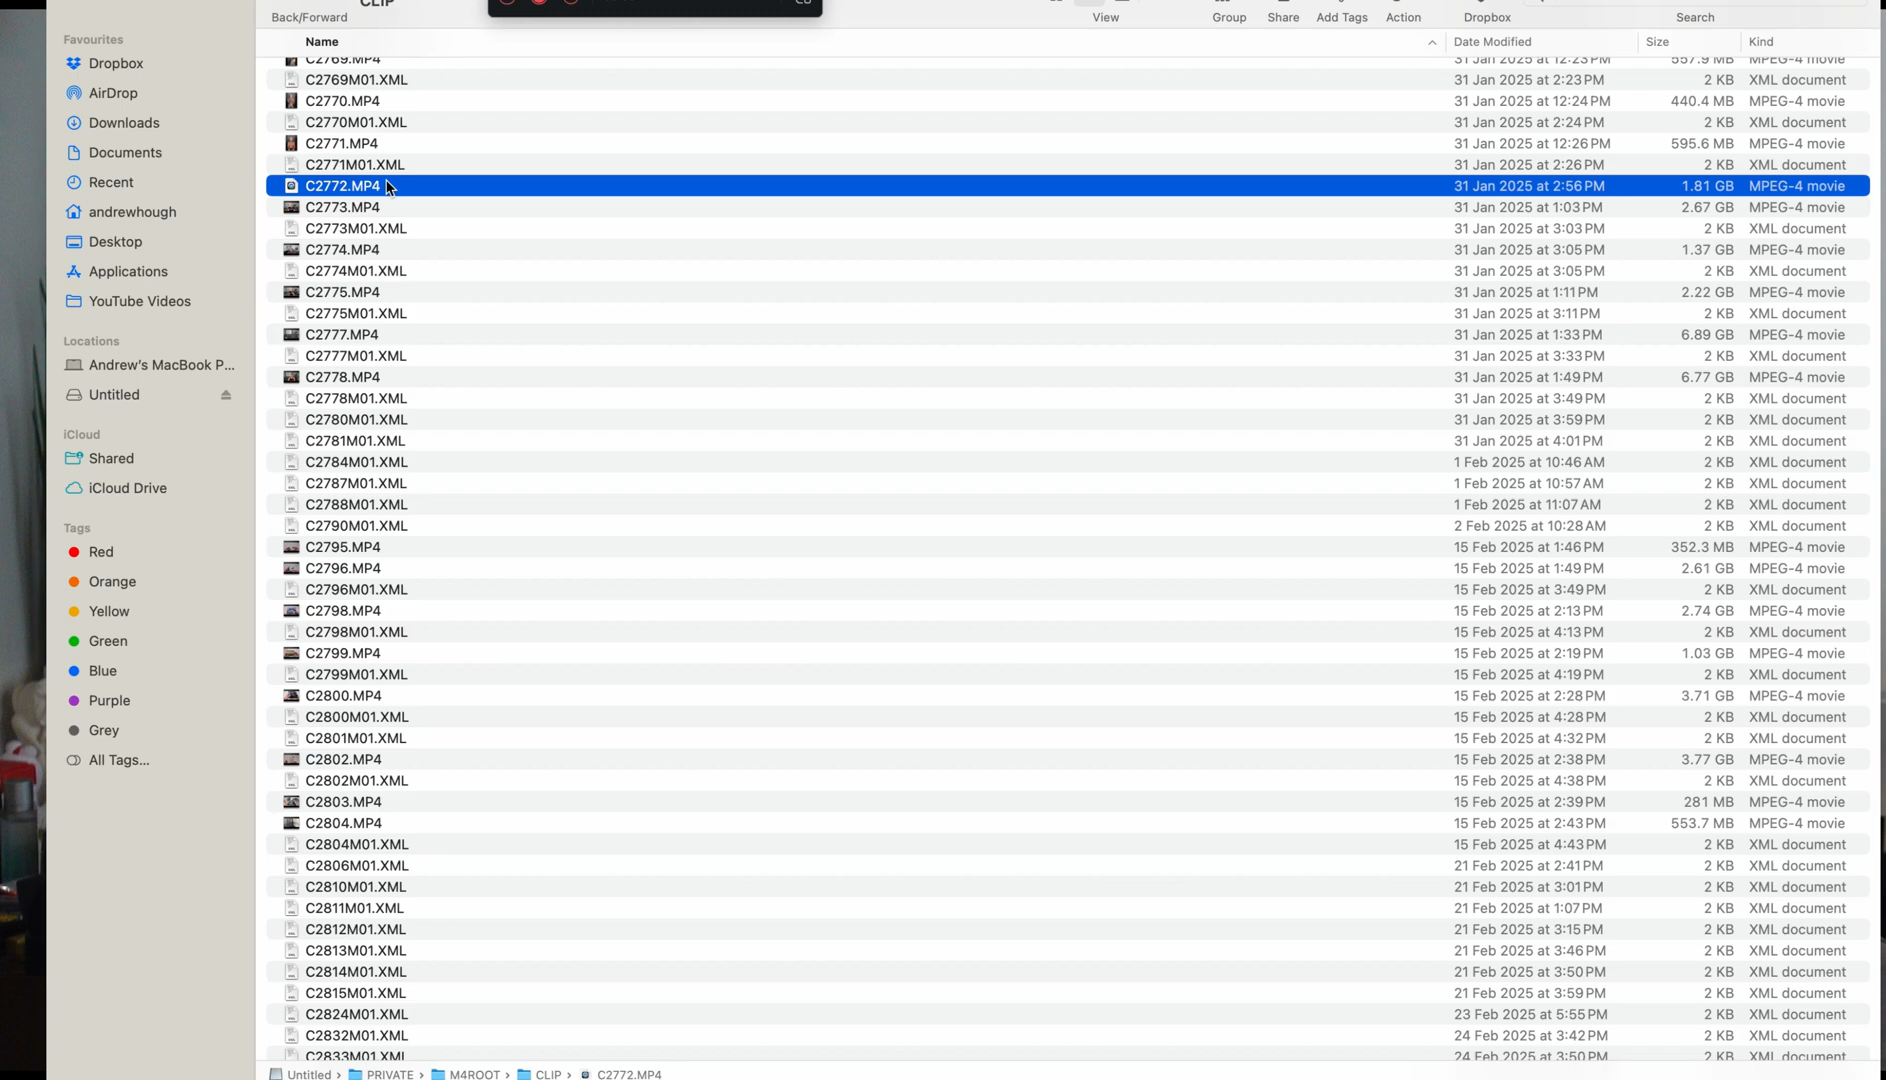 CLIP
Back/Forward View Group Share Add Tags Action Dropbox Search
Name Date Modified Size Kind
Favourites
Dropbox
AirDrop
Downloads
Documents
Recent
andrewhough
Desktop
Applications
YouTube Videos
Locations
Andrew's MacBook P...
Untitled
iCloud
Shared
iCloud Drive
Tags
Red
Orange
Yellow
Green
Blue
Purple
Grey
All Tags...
C2769.MP4 31 Jan 2025 at 12:23 PM 557.9 MB MPEG-4 movie
C2769M01.XML 31 Jan 2025 at 2:23 PM 2 KB XML document
C2770.MP4 31 Jan 2025 at 12:24 PM 440.4 MB MPEG-4 movie
C2770M01.XML 31 Jan 2025 at 2:24 PM 2 KB XML document
C2771.MP4 31 Jan 2025 at 12:26 PM 595.6 MB MPEG-4 movie
C2771M01.XML 31 Jan 2025 at 2:26 PM 2 KB XML document
C2772.MP4 31 Jan 2025 at 2:56 PM 1.81 GB MPEG-4 movie
C2773.MP4 31 Jan 2025 at 1:03 PM 2.67 GB MPEG-4 movie
C2773M01.XML 31 Jan 2025 at 3:03 PM 2 KB XML document
C2774.MP4 31 Jan 2025 at 3:05 PM 1.37 GB MPEG-4 movie
C2774M01.XML 31 Jan 2025 at 3:05 PM 2 KB XML document
C2775.MP4 31 Jan 2025 at 1:11 PM 2.22 GB MPEG-4 movie
C2775M01.XML 31 Jan 2025 at 3:11 PM 2 KB XML document
C2777.MP4 31 Jan 2025 at 1:33 PM 6.89 GB MPEG-4 movie
C2777M01.XML 31 Jan 2025 at 3:33 PM 2 KB XML document
C2778.MP4 31 Jan 2025 at 1:49 PM 6.77 GB MPEG-4 movie
C2778M01.XML 31 Jan 2025 at 3:49 PM 2 KB XML document
C2780M01.XML 31 Jan 2025 at 3:59 PM 2 KB XML document
C2781M01.XML 31 Jan 2025 at 4:01 PM 2 KB XML document
C2784M01.XML 1 Feb 2025 at 10:46 AM 2 KB XML document
C2787M01.XML 1 Feb 2025 at 10:57 AM 2 KB XML document
C2788M01.XML 1 Feb 2025 at 11:07 AM 2 KB XML document
C2790M01.XML 2 Feb 2025 at 10:28 AM 2 KB XML document
C2795.MP4 15 Feb 2025 at 1:46 PM 352.3 MB MPEG-4 movie
C2796.MP4 15 Feb 2025 at 1:49 PM 2.61 GB MPEG-4 movie
C2796M01.XML 15 Feb 2025 at 3:49 PM 2 KB XML document
C2798.MP4 15 Feb 2025 at 2:13 PM 2.74 GB MPEG-4 movie
C2798M01.XML 15 Feb 2025 at 4:13 PM 2 KB XML document
C2799.MP4 15 Feb 2025 at 2:19 PM 1.03 GB MPEG-4 movie
C2799M01.XML 15 Feb 2025 at 4:19 PM 2 KB XML document
C2800.MP4 15 Feb 2025 at 2:28 PM 3.71 GB MPEG-4 movie
C2800M01.XML 15 Feb 2025 at 4:28 PM 2 KB XML document
C2801M01.XML 15 Feb 2025 at 4:32 PM 2 KB XML document
C2802.MP4 15 Feb 2025 at 2:38 PM 3.77 GB MPEG-4 movie
C2802M01.XML 15 Feb 2025 at 4:38 PM 2 KB XML document
C2803.MP4 15 Feb 2025 at 2:39 PM 281 MB MPEG-4 movie
C2804.MP4 15 Feb 2025 at 2:43 PM 553.7 MB MPEG-4 movie
C2804M01.XML 15 Feb 2025 at 4:43 PM 2 KB XML document
C2806M01.XML 21 Feb 2025 at 2:41 PM 2 KB XML document
C2810M01.XML 21 Feb 2025 at 3:01 PM 2 KB XML document
C2811M01.XML 21 Feb 2025 at 1:07 PM 2 KB XML document
C2812M01.XML 21 Feb 2025 at 3:15 PM 2 KB XML document
C2813M01.XML 21 Feb 2025 at 3:46 PM 2 KB XML document
C2814M01.XML 21 Feb 2025 at 3:50 PM 2 KB XML document
C2815M01.XML 21 Feb 2025 at 3:59 PM 2 KB XML document
C2824M01.XML 23 Feb 2025 at 5:55 PM 2 KB XML document
C2832M01.XML 24 Feb 2025 at 3:42 PM 2 KB XML document
C2833M01.XML 24 Feb 2025 at 3:50 PM 2 KB XML document
Untitled › PRIVATE › M4ROOT › CLIP › C2772.MP4